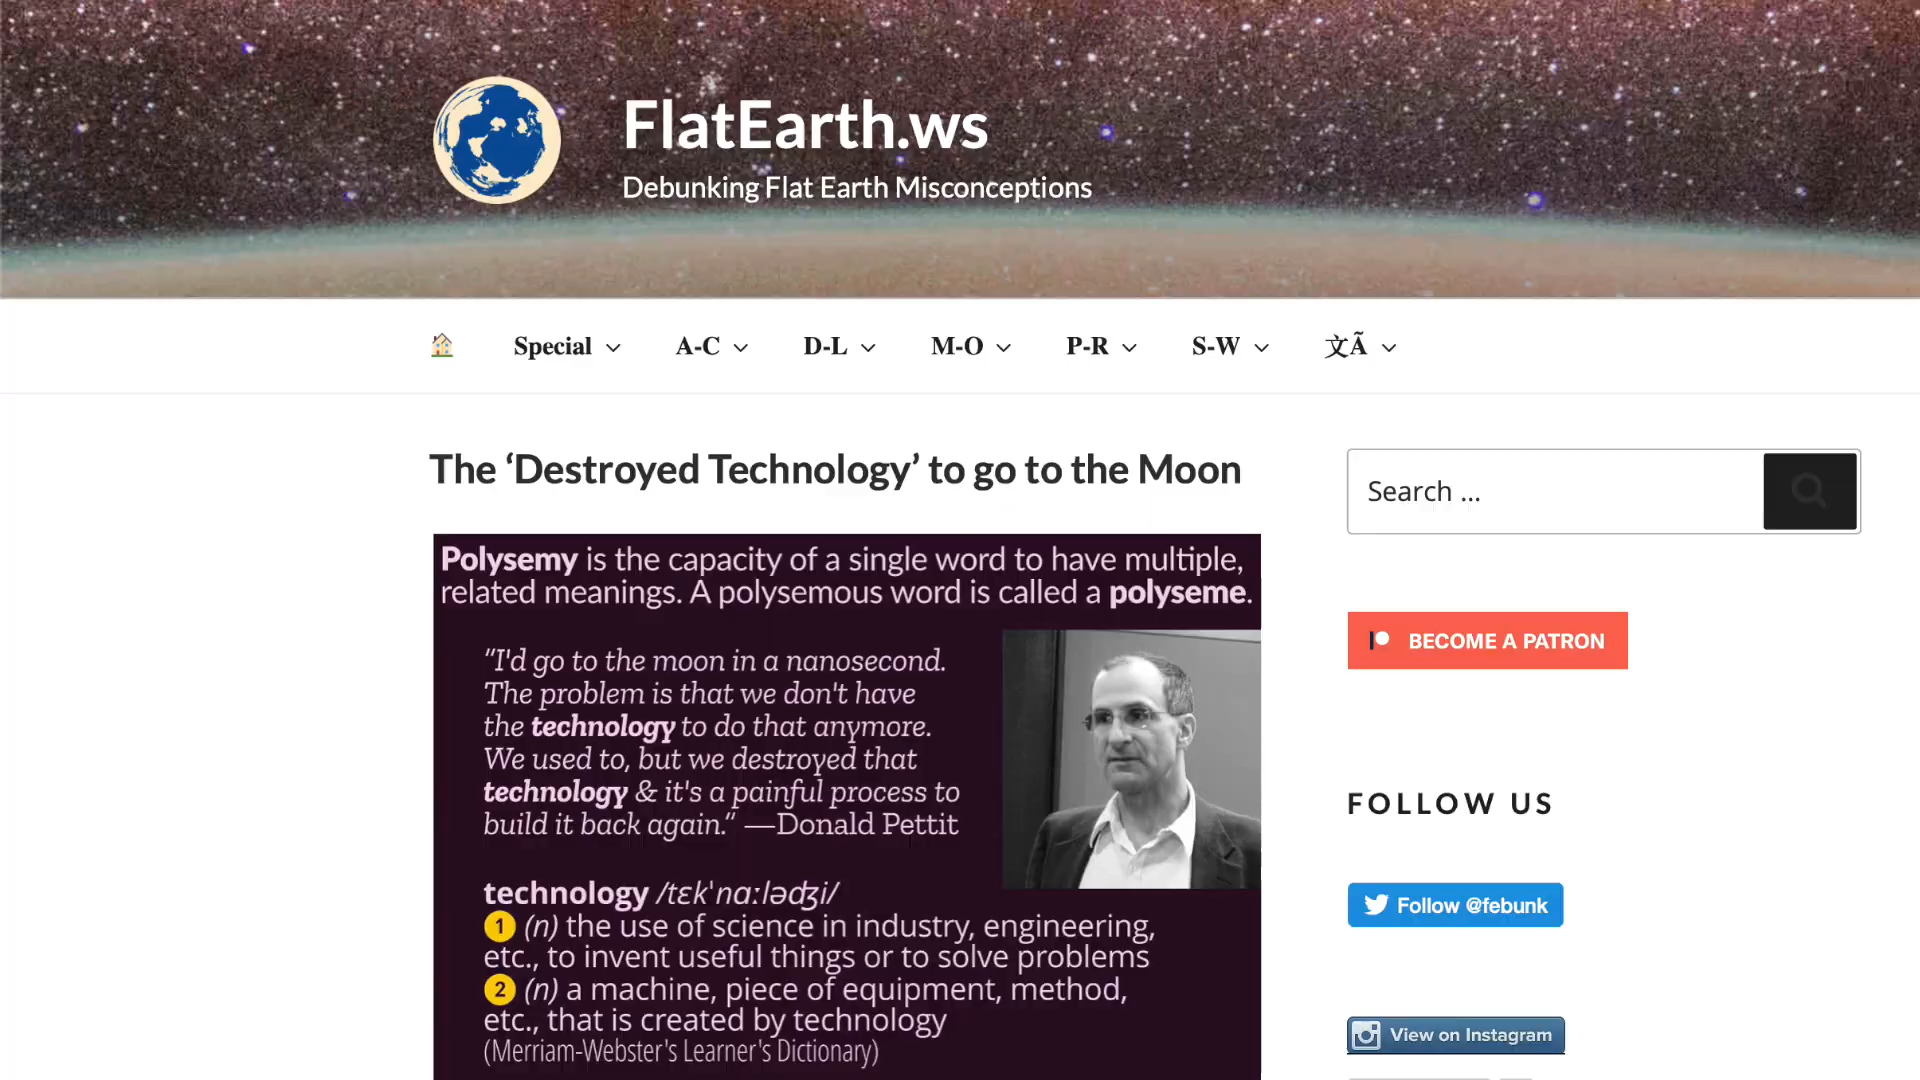 FlatEarth.ws
Debunking Flat Earth Misconceptions
Special
A-C
D-L
M-O
P-R
S-W
文Ã
The ‘Destroyed Technology’ to go to the Moon
Search ...
Polysemy is the capacity of a single word to have multiple,
related meanings. A polysemous word is called a polyseme.
“I'd go to the moon in a nanosecond.
The problem is that we don't have
the technology to do that anymore.
We used to, but we destroyed that
technology & it's a painful process to
build it back again.” —Donald Pettit
technology /tɛkˈnɑːləʤi/
1 (n) the use of science in industry, engineering,
etc., to invent useful things or to solve problems
2 (n) a machine, piece of equipment, method,
etc., that is created by technology
(Merriam-Webster's Learner's Dictionary)
BECOME A PATRON
FOLLOW US
Follow @febunk
View on Instagram